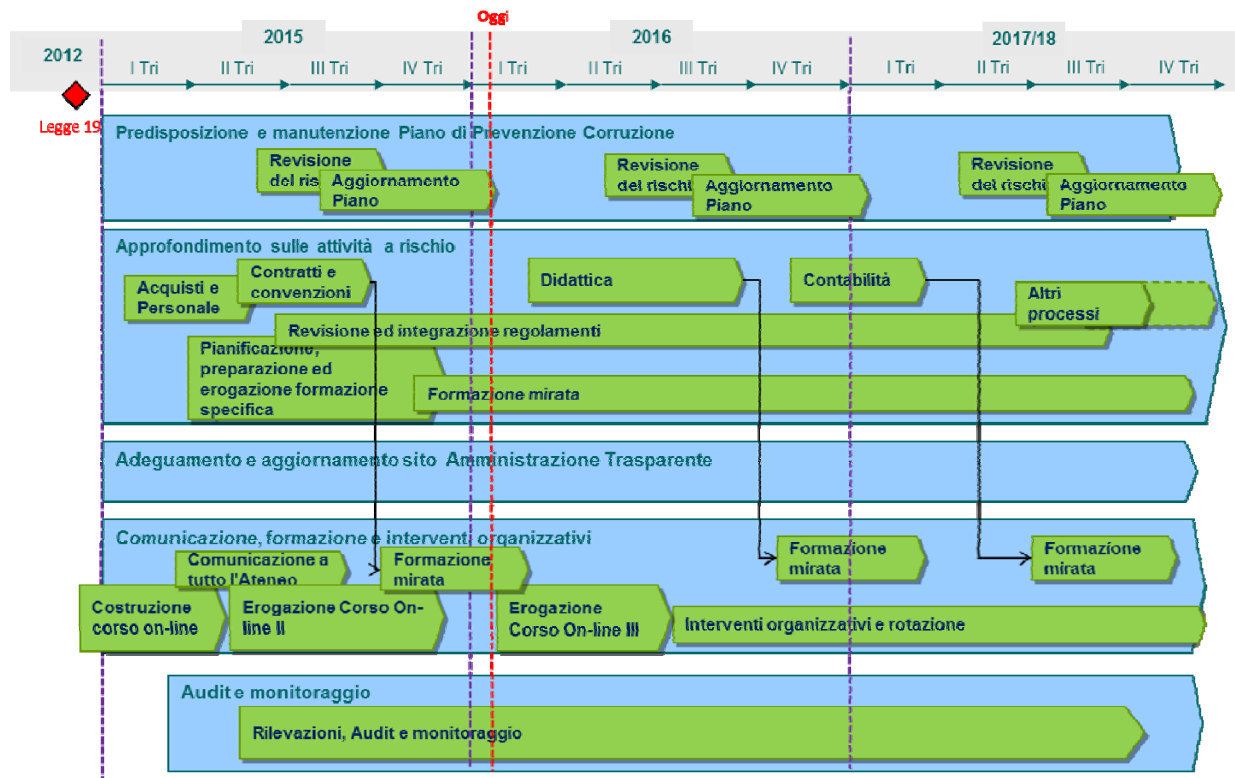 Oggi
2012
2015
2016
2017/18
I Tri
II Tri
III Tri
IV Tri
I Tri
II Tri
III Tri
IV Tri
I Tri
II Tri
III Tri
IV Tri
Legge 19
Predisposizione e manutenzione Piano di Prevenzione Corruzione
Revisione
del ris
Aggiornamento
Piano
Revisione
del rischi
Aggiornamento
Piano
Revisione
del rischi
Aggiornamento
Piano
Approfondimento sulle attività a rischio
Acquisti e
Personale
Contratti e
convenzioni
Didattica
Contabilità
Altri
processi
Revisione ed integrazione regolamenti
Pianificazione,
preparazione ed
erogazione formazione
specifica
Formazione mirata
Adeguamento e aggiornamento sito Amministrazione Trasparente
Comunicazione, formazione e interventi organizzativi
Comunicazione a
tutto l'Ateneo
Formazione
mirata
Formazione
mirata
Formazione
mirata
Costruzione
corso on-line
Erogazione Corso On-
line II
Erogazione
Corso On-line III
Interventi organizzativi e rotazione
Audit e monitoraggio
Rilevazioni, Audit e monitoraggio